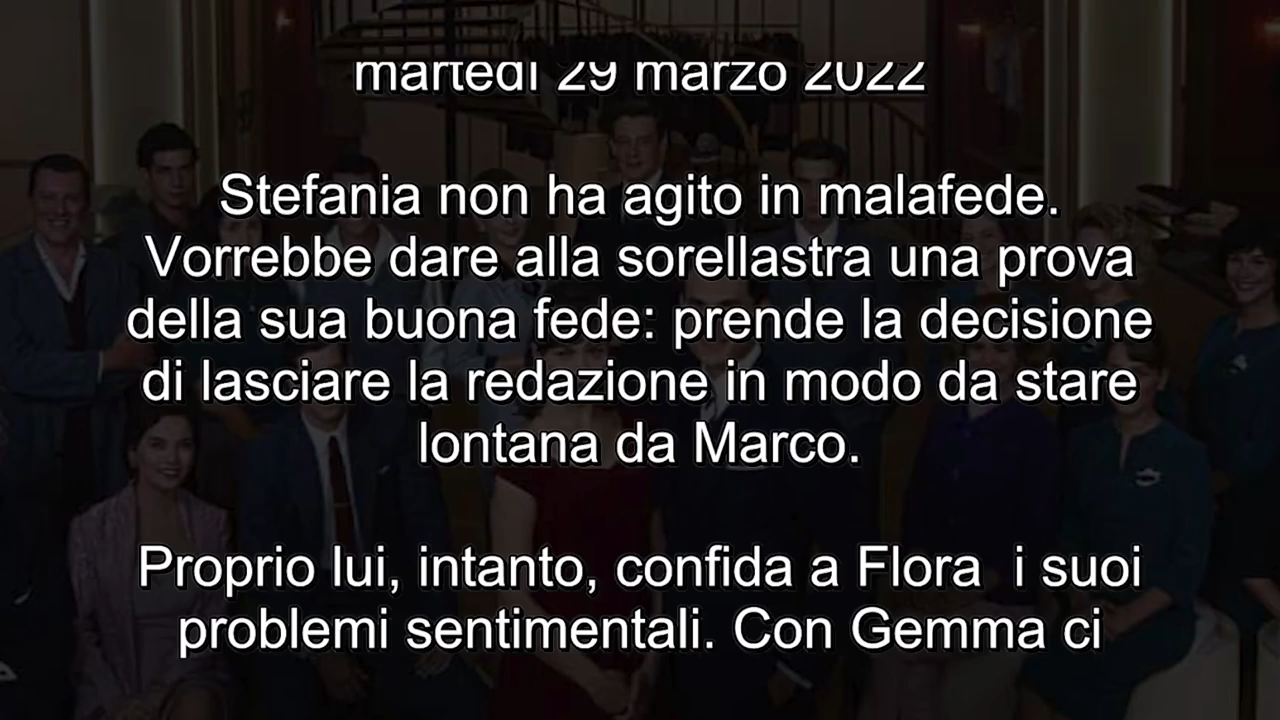 martedì 29 marzo 2022
Stefania non ha agito in malafede.
Vorrebbe dare alla sorellastra una prova
della sua buona fede: prende la decisione
di lasciare la redazione in modo da stare
lontana da Marco.
Proprio lui, intanto, confida a Flora  i suoi
problemi sentimentali. Con Gemma ci